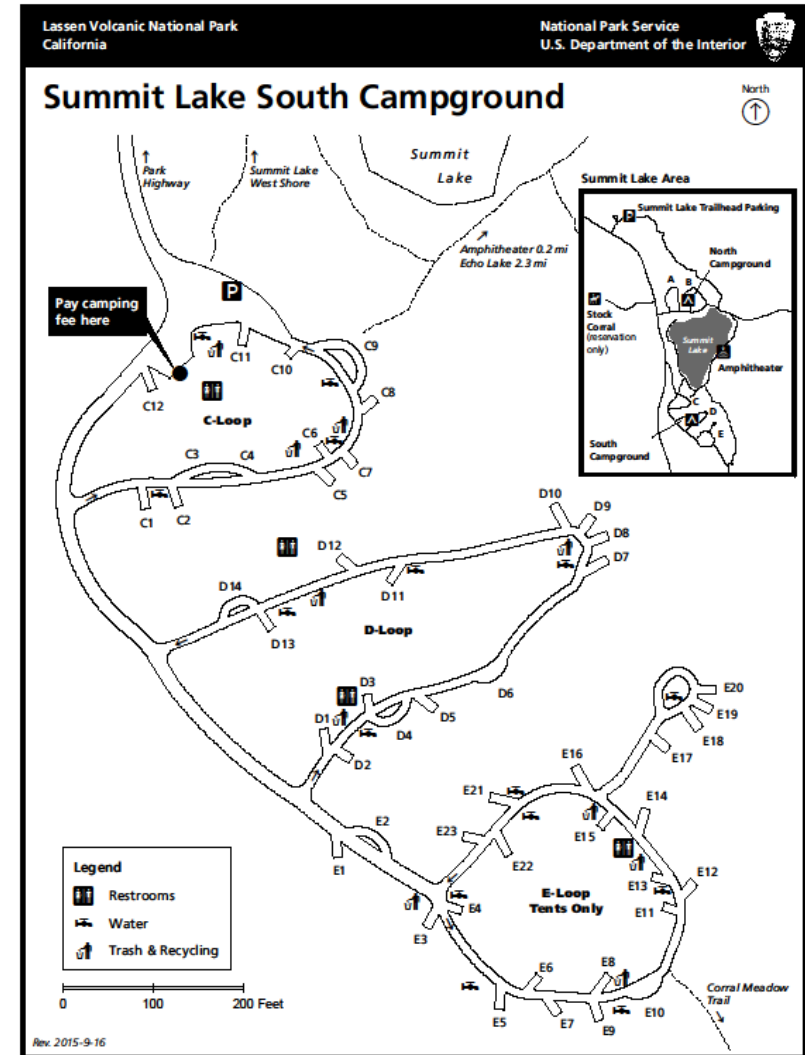 Lassen Volcanic National Park
California
National Park Service
U.S. Department of the Interior
Summit Lake South Campground
North
Park
Highway
Summit Lake
West Shore
Summit
Lake
Amphitheater 0.2 mi
Echo Lake 2.3 mi
Summit Lake Area
P Summit Lake Trailhead Parking
North
Campground
A
B
Stock
Corral
(reservation
only)
Summit
Lake
Amphitheater
C
D
E
South
Campground
Pay camping
fee here
P
C11
C10
C9
C8
C12
C-Loop
C6
C7
C3
C4
C5
C1
C2
D10
D9
D8
D7
D12
D11
D14
D13
D-Loop
D3
D6
D1
D4
D5
D2
E20
E19
E18
E17
E16
E21
E14
E15
E23
E22
E2
E1
E13
E12
E-Loop
Tents Only
E11
E4
E3
E6
E8
E5
E7
E9
E10
Corral Meadow
Trail
Legend
Restrooms
Water
Trash & Recycling
0
100
200 Feet
Rev. 2015-9-16